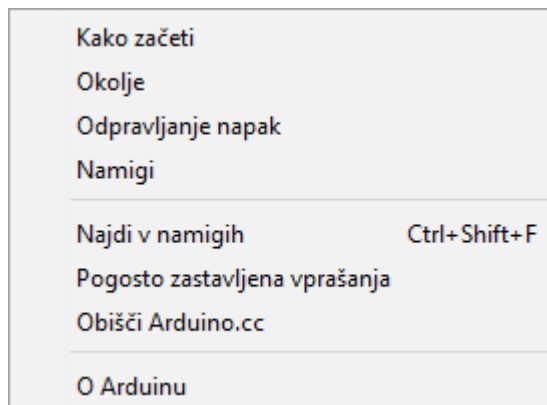 Kako začeti
Okolje
Odpravljanje napak
Namigi
Najdi v namigih Ctrl+Shift+F
Pogosto zastavljena vprašanja
Obišči Arduino.cc
O Arduinu